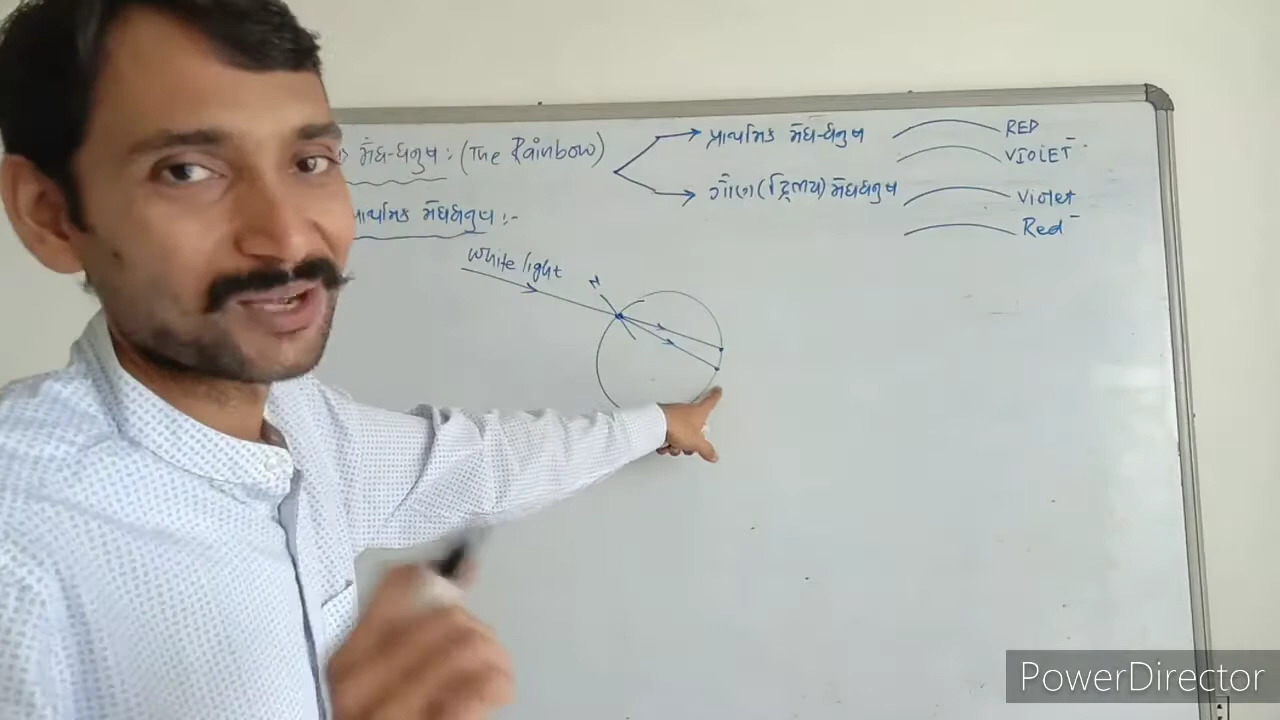 મેઘ-ધનુષ : (The Rainbow)
પ્રાથમિક મેઘ-ધનુષ
RED
VIOLET
ગૌણ (દ્વિતીય) મેઘધનુષ
Violet
Red
પ્રાથમિક મેઘધનુષ :-
White light
N
PowerDirector